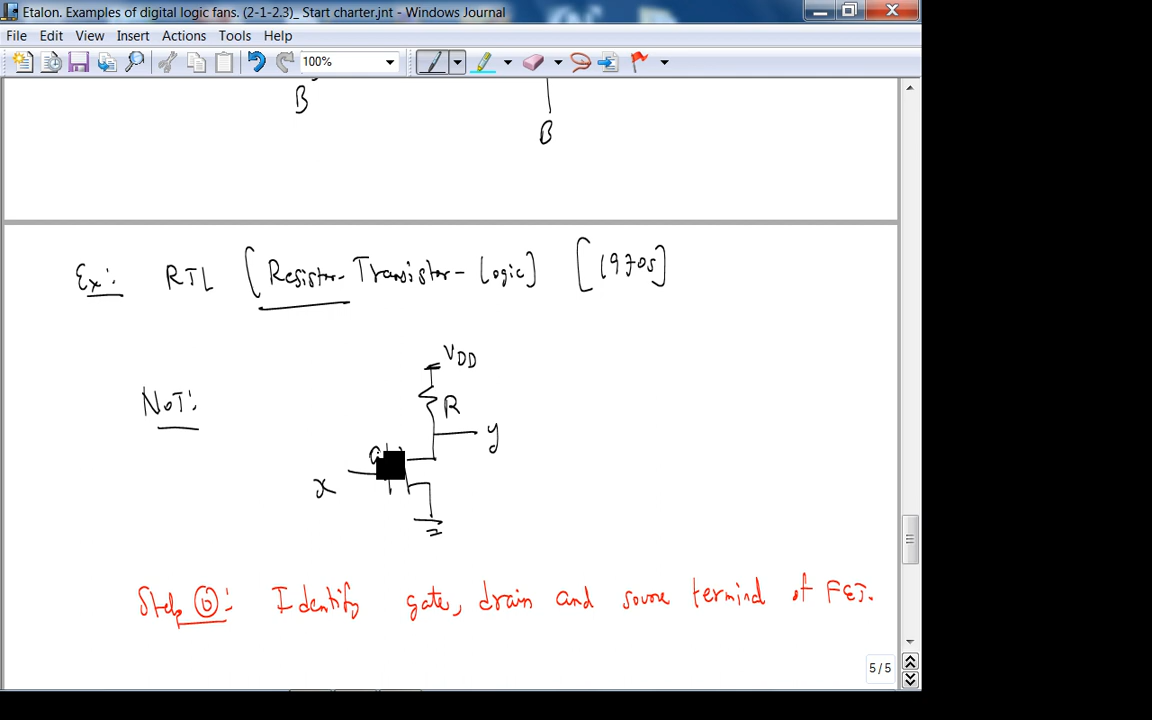 Etalon. Examples of digital logic fans. (2-1-2.3)_ Start charter.jnt - Windows Journal
File Edit View Insert Actions Tools Help
100%
B
B
Ex: RTL [Resistor-Transistor-Logic] [1970s]
VDD
NOT:
R
y
G
x
Step ⓪: Identify gate, drain and source terminal of FET.
5 / 5